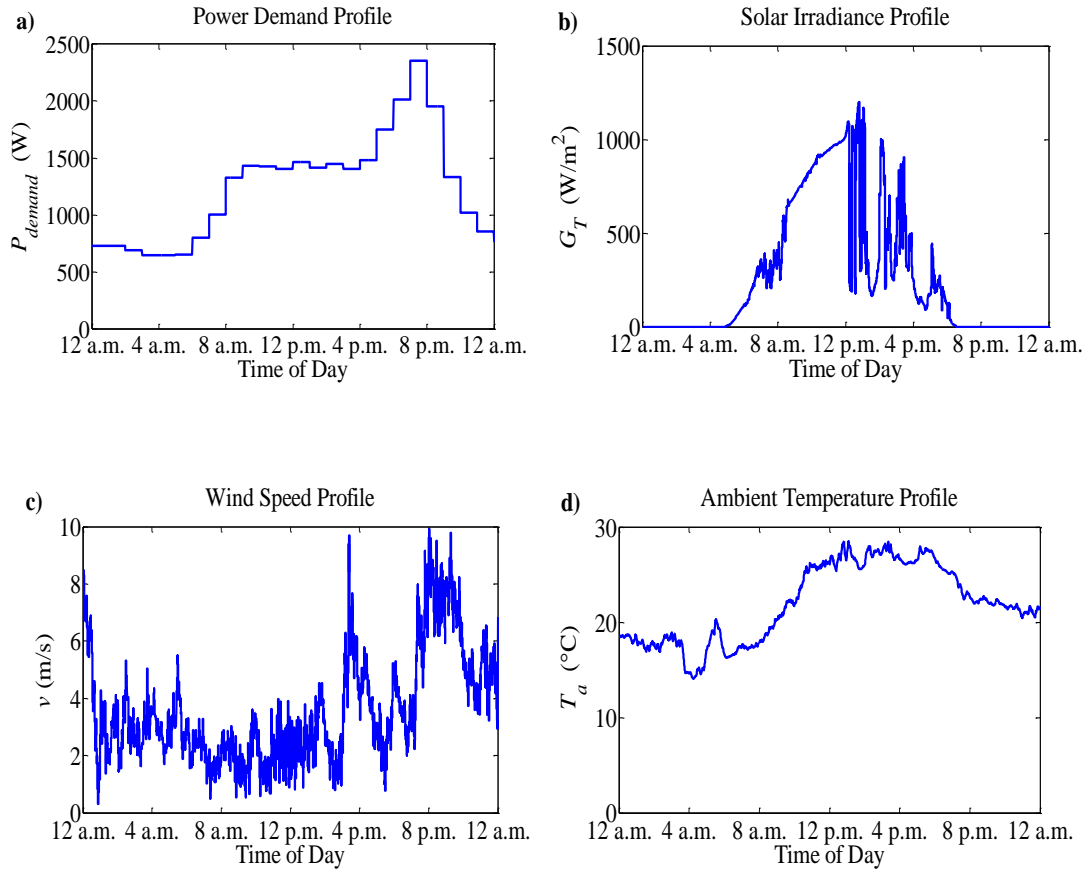 a)
Power Demand Profile
2500
2000
1500
1000
500
0
P_demand (W)
12 a.m. 4 a.m. 8 a.m. 12 p.m. 4 p.m. 8 p.m. 12 a.m.
Time of Day
b)
Solar Irradiance Profile
1500
1000
500
0
G_T (W/m²)
12 a.m. 4 a.m. 8 a.m. 12 p.m. 4 p.m. 8 p.m. 12 a.m.
Time of Day
c)
Wind Speed Profile
10
8
6
4
2
0
v (m/s)
12 a.m. 4 a.m. 8 a.m. 12 p.m. 4 p.m. 8 p.m. 12 a.m.
Time of Day
d)
Ambient Temperature Profile
30
20
10
0
T_a (°C)
12 a.m. 4 a.m. 8 a.m. 12 p.m. 4 p.m. 8 p.m. 12 a.m.
Time of Day